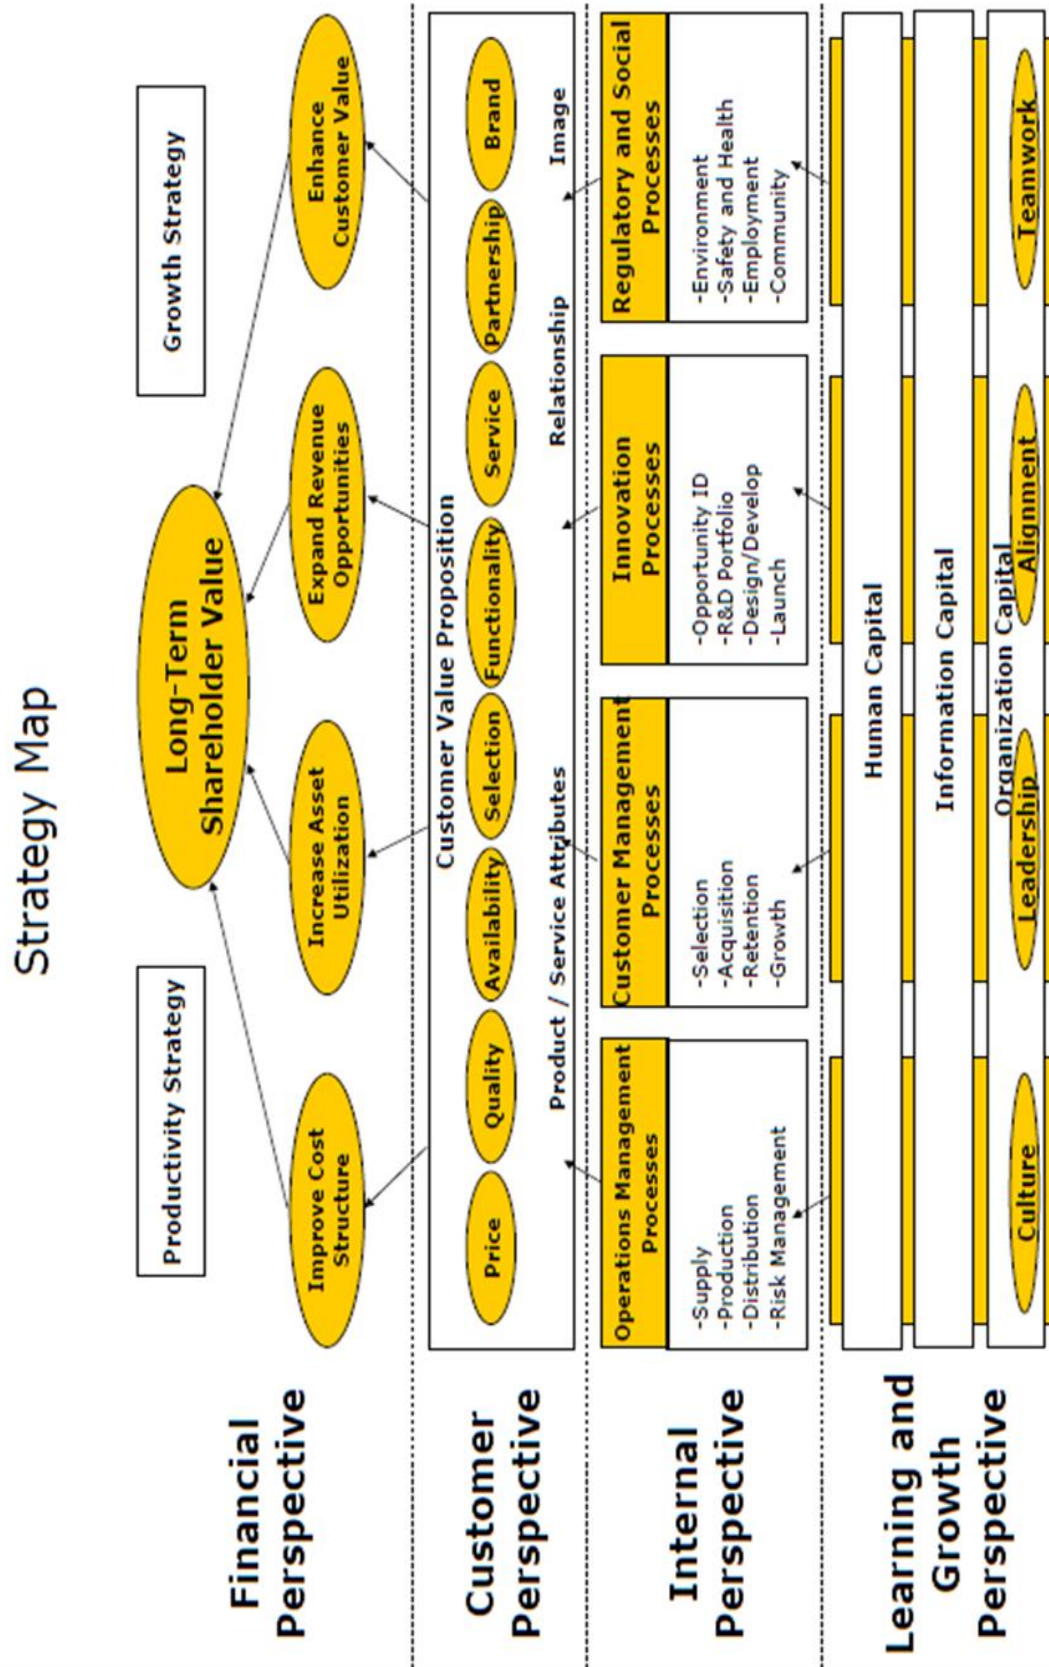 Strategy Map
Financial
Perspective
Productivity Strategy
Growth Strategy
Long-Term
Shareholder Value
Improve Cost
Structure
Increase Asset
Utilization
Expand Revenue
Opportunities
Enhance
Customer Value
Customer
Perspective
Customer Value Proposition
Price
Quality
Availability
Selection
Functionality
Service
Partnership
Brand
Product / Service Attributes
Relationship
Image
Internal
Perspective
Operations Management
Processes
-Supply
-Production
-Distribution
-Risk Management
Customer Management
Processes
-Selection
-Acquisition
-Retention
-Growth
Innovation
Processes
-Opportunity ID
-R&D Portfolio
-Design/Develop
-Launch
Regulatory and Social
Processes
-Environment
-Safety and Health
-Employment
-Community
Learning and
Growth
Perspective
Human Capital
Information Capital
Organization Capital
Culture
Leadership
Alignment
Teamwork